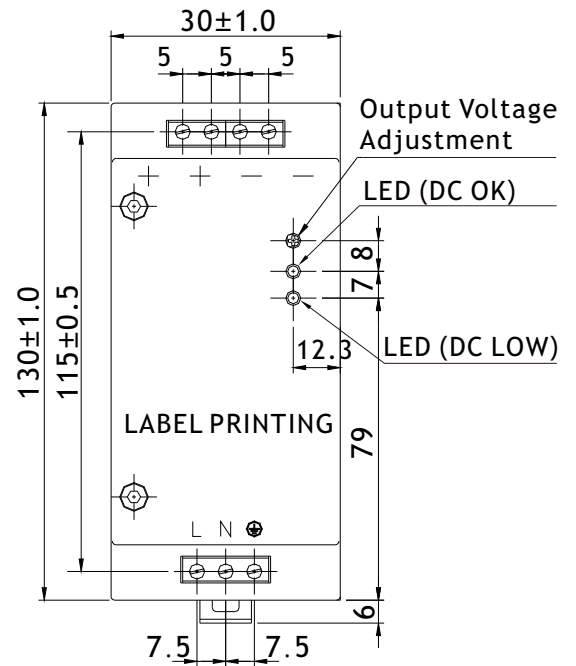 30±1.0
5 5 5
Output Voltage
Adjustment
+ + − −
LED (DC OK)
8
7
130±1.0
115±0.5
12.3
LED (DC LOW)
79
LABEL PRINTING
L N ⏚
6
7.5 7.5